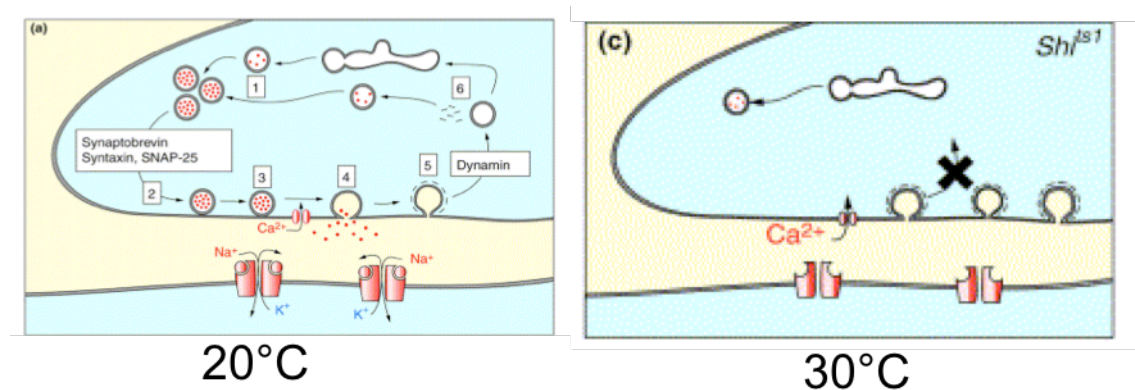 (a)
1
6
Synaptobrevin
Syntaxin, SNAP-25
Dynamin
2
3
4
5
Ca2+
Na+
Na+
K+
K+
20°C
(c)
Shits1
Ca2+
30°C